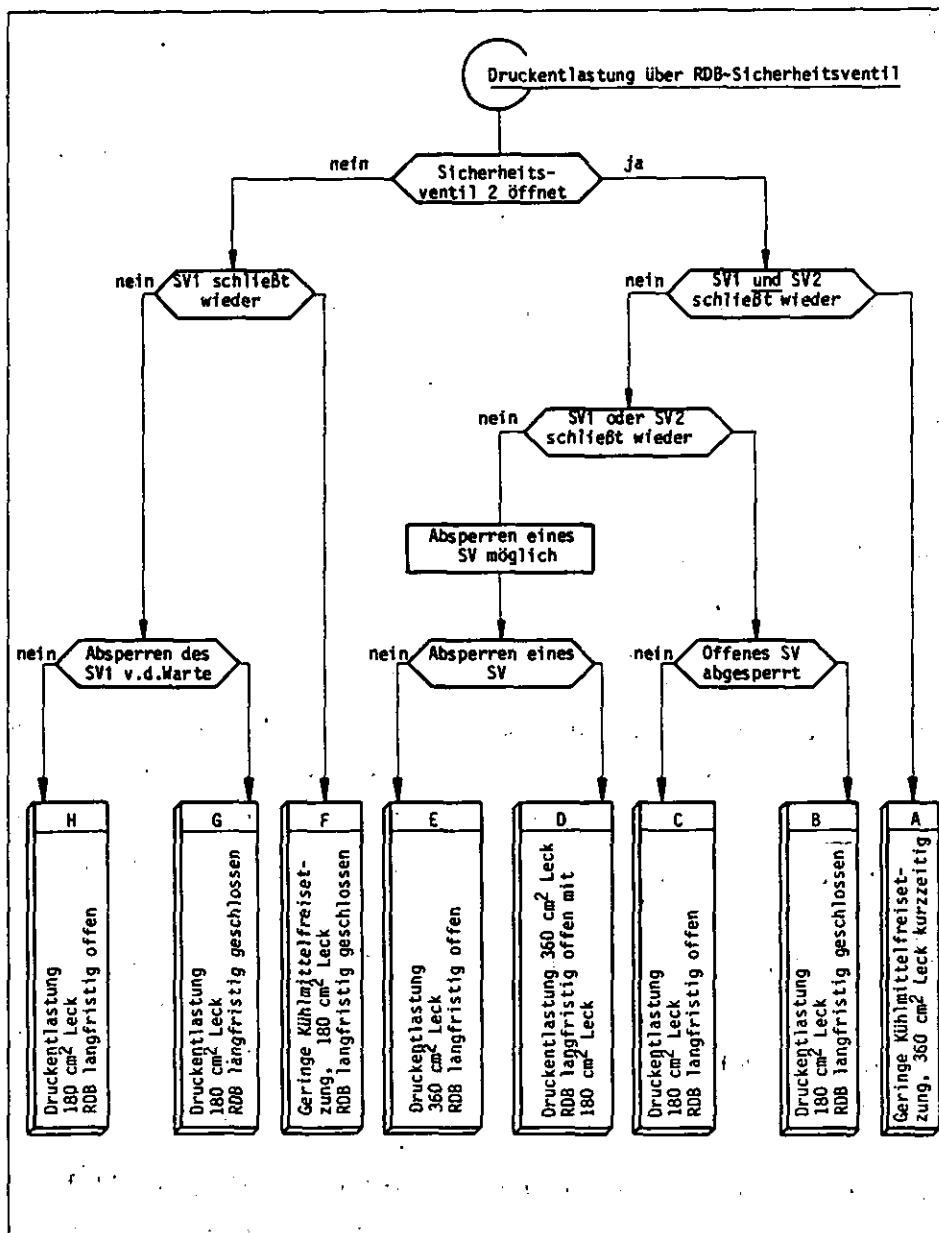 Druckentlastung über RDB-Sicherheitsventil
nein
Sicherheits-
ventil 2 öffnet
ja
nein
SV1 schließt
wieder
nein
SV1 und SV2
schließt wieder
nein
SV1 oder SV2
schließt wieder
Absperren eines
SV möglich
nein
Absperren des
SV1 v.d.Warte
nein
Absperren eines
SV
nein
Offenes SV
abgesperrt
H
Druckentlastung
180 cm² Leck
RDB langfristig offen
G
Druckentlastung
180 cm² Leck
RDB langfristig geschlossen
F
Geringe Kühlmittelfreiset-
zung, 180 cm² Leck
RDB langfristig geschlossen
E
Druckentlastung
360 cm² Leck
RDB langfristig offen
D
Druckentlastung 360 cm² Leck
RDB langfristig offen mit
180 cm² Leck
C
Druckentlastung
180 cm² Leck
RDB langfristig offen
B
Druckentlastung
180 cm² Leck
RDB langfristig geschlossen
A
Geringe Kühlmittelfreiset-
zung, 360 cm² Leck kurzzeitig